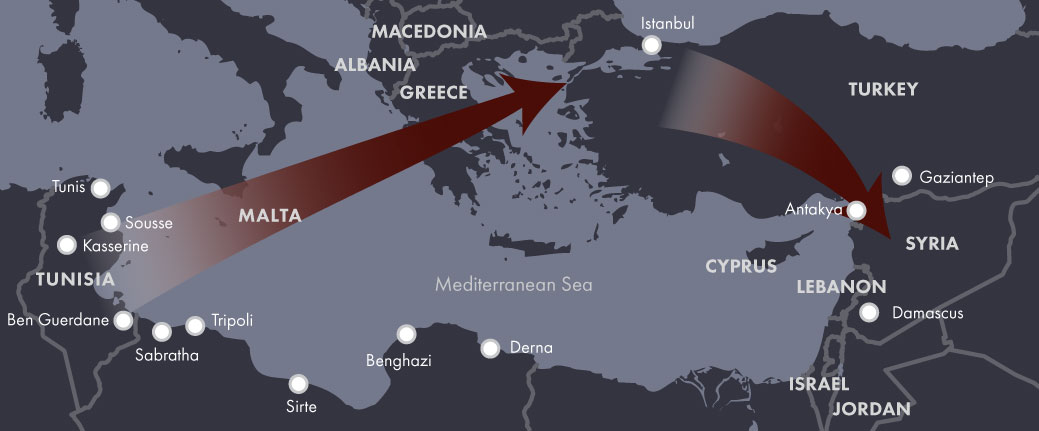 Istanbul
MACEDONIA
ALBANIA
GREECE
TURKEY
Tunis
Gaziantep
Antakya
Sousse
MALTA
Kasserine
SYRIA
CYPRUS
TUNISIA
Mediterranean Sea
LEBANON
Ben Guerdane
Tripoli
Damascus
Sabratha
Benghazi
Derna
ISRAEL
Sirte
JORDAN